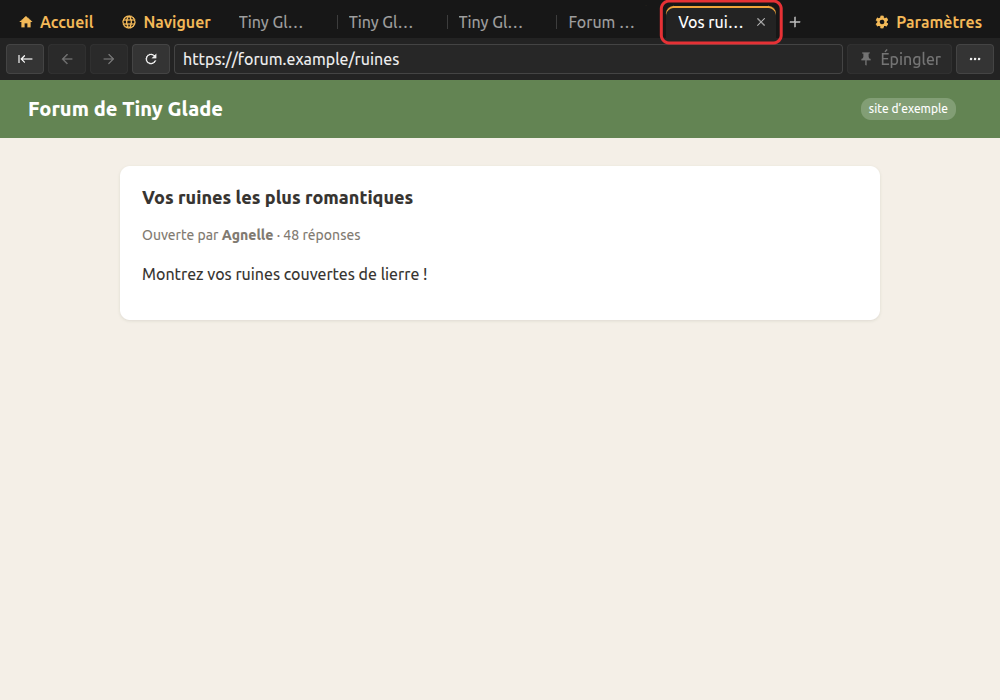 Accueil Naviguer Tiny Gl… Tiny Gl… Tiny Gl… Forum … Vos rui… Paramètres
https://forum.example/ruines Épingler
Forum de Tiny Glade site d'exemple
Vos ruines les plus romantiques
Ouverte par Agnelle · 48 réponses
Montrez vos ruines couvertes de lierre !